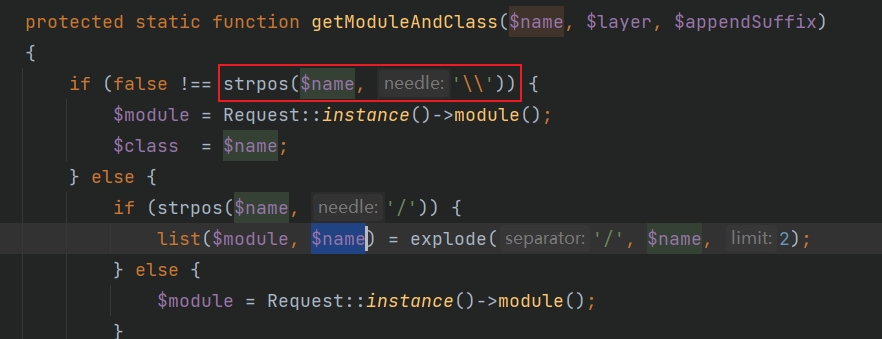 protected static function getModuleAndClass($name, $layer, $appendSuffix)
{
if (false !== strpos($name, needle: '\\')) {
$module = Request::instance()->module();
$class = $name;
} else {
if (strpos($name, needle: '/')) {
list($module, $name) = explode( separator: '/', $name, limit: 2);
} else {
$module = Request::instance()->module();
}